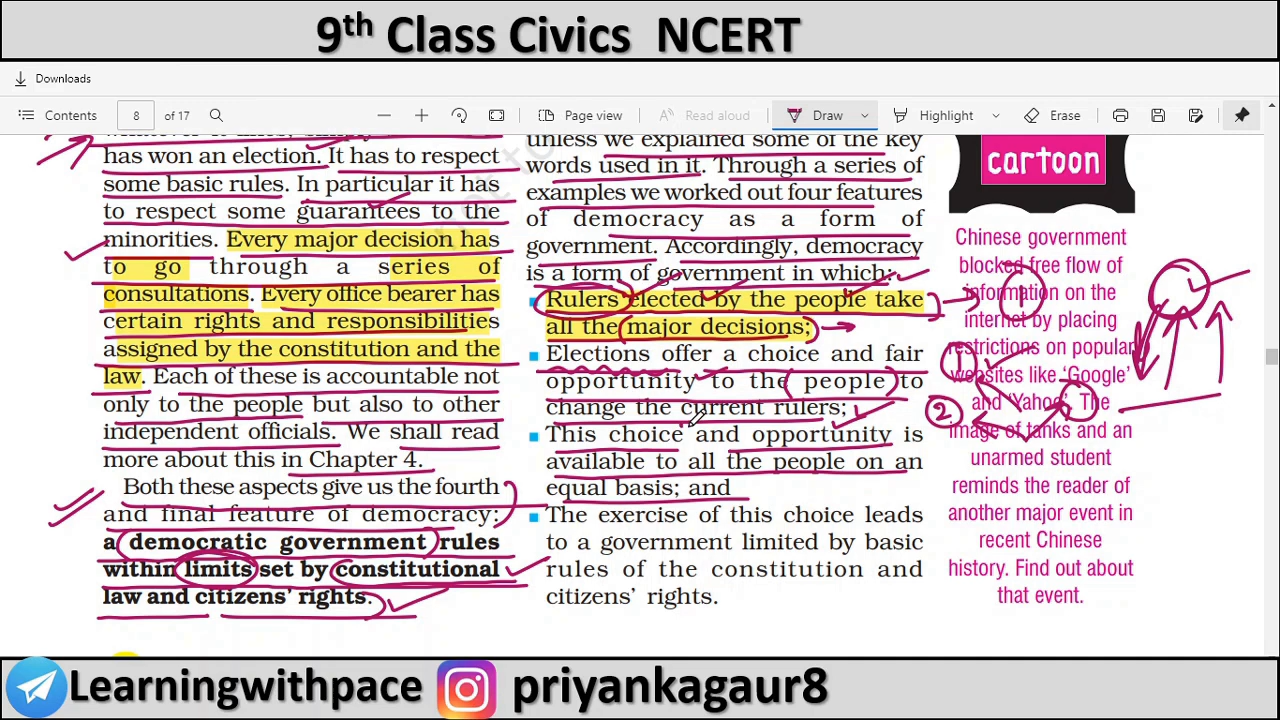 9th Class Civics NCERT
Downloads
Contents
8 of 17
Page view
Read aloud
Draw
Highlight
Erase
has won an election. It has to respect
some basic rules. In particular it has
to respect some guarantees to the
minorities. Every major decision has
to go through a series of
consultations. Every office bearer has
certain rights and responsibilities
assigned by the constitution and the
law. Each of these is accountable not
only to the people but also to other
independent officials. We shall read
more about this in Chapter 4.
Both these aspects give us the fourth
and final feature of democracy:
a democratic government rules
within limits set by constitutional
law and citizens' rights.
unless we explained some of the key
words used in it. Through a series of
examples we worked out four features
of democracy as a form of
government. Accordingly, democracy
is a form of government in which:
Rulers elected by the people take
all the major decisions;
Elections offer a choice and fair
opportunity to the people to
change the current rulers;
This choice and opportunity is
available to all the people on an
equal basis; and
The exercise of this choice leads
to a government limited by basic
rules of the constitution and
citizens' rights.
cartoon
Chinese government
blocked free flow of
information on the
internet by placing
restrictions on popular
websites like 'Google'
and 'Yahoo'. The
image of tanks and an
unarmed student
reminds the reader of
another major event in
recent Chinese
history. Find out about
that event.
1
2
Learningwithpace
priyankagaur8